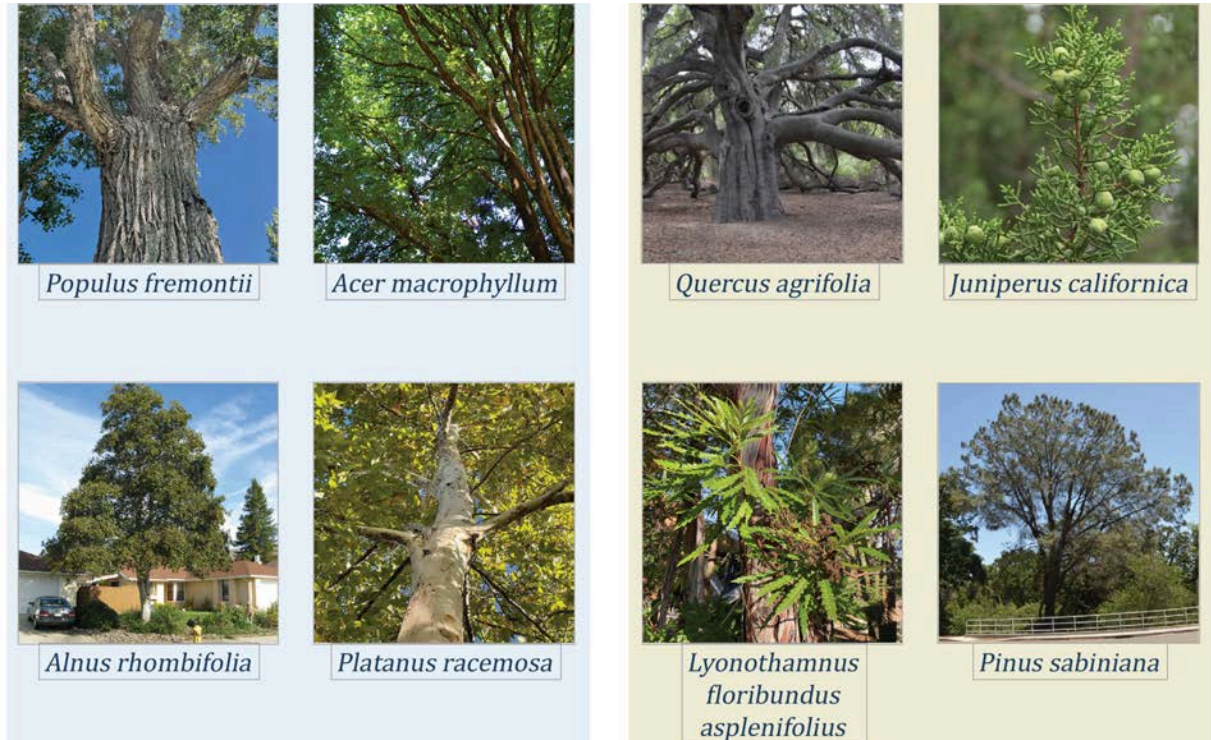 Populus fremontii
Acer macrophyllum
Alnus rhombifolia
Platanus racemosa
Quercus agrifolia
Juniperus californica
Lyonothamnus
floribundus
asplenifolius
Pinus sabiniana